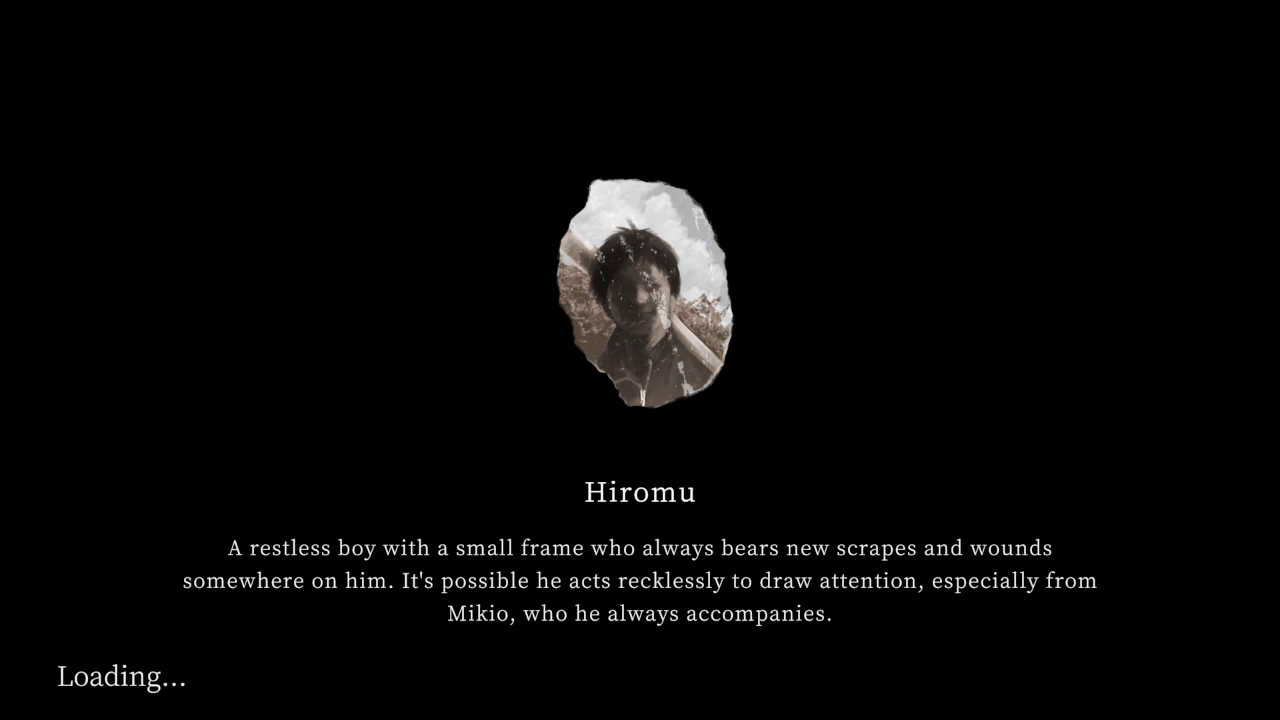 Hiromu
A restless boy with a small frame who always bears new scrapes and wounds
somewhere on him. It's possible he acts recklessly to draw attention, especially from
Mikio, who he always accompanies.
Loading...